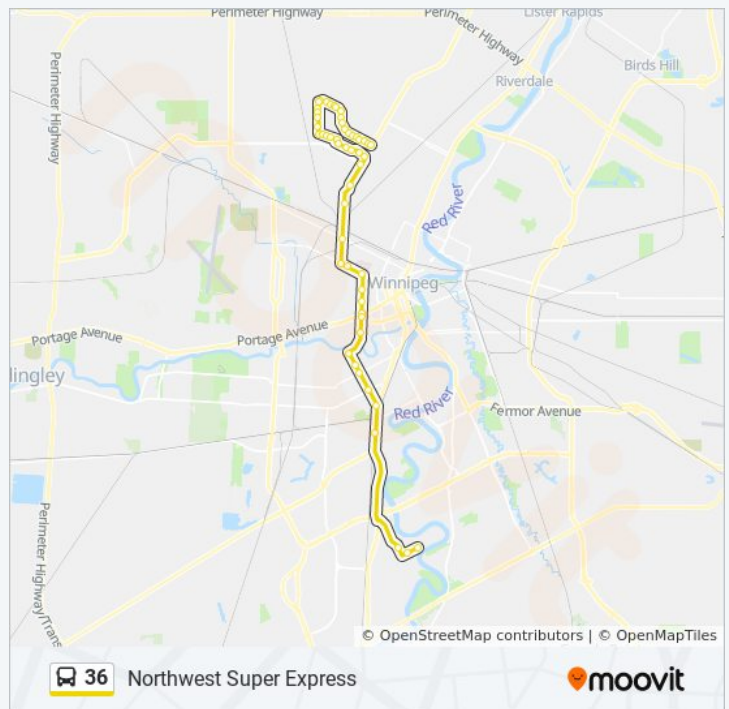 Perimeter Highway
Perimeter Highway
Lister Rapids
Perimeter Highway
Birds Hill
Riverdale
Red River
Winnipeg
Portage Avenue
Portage Avenue
lingley
Red River
Fermor Avenue
Perimeter Highway/Trans
© OpenStreetMap contributors | © OpenMapTiles
36 Northwest Super Express moovit